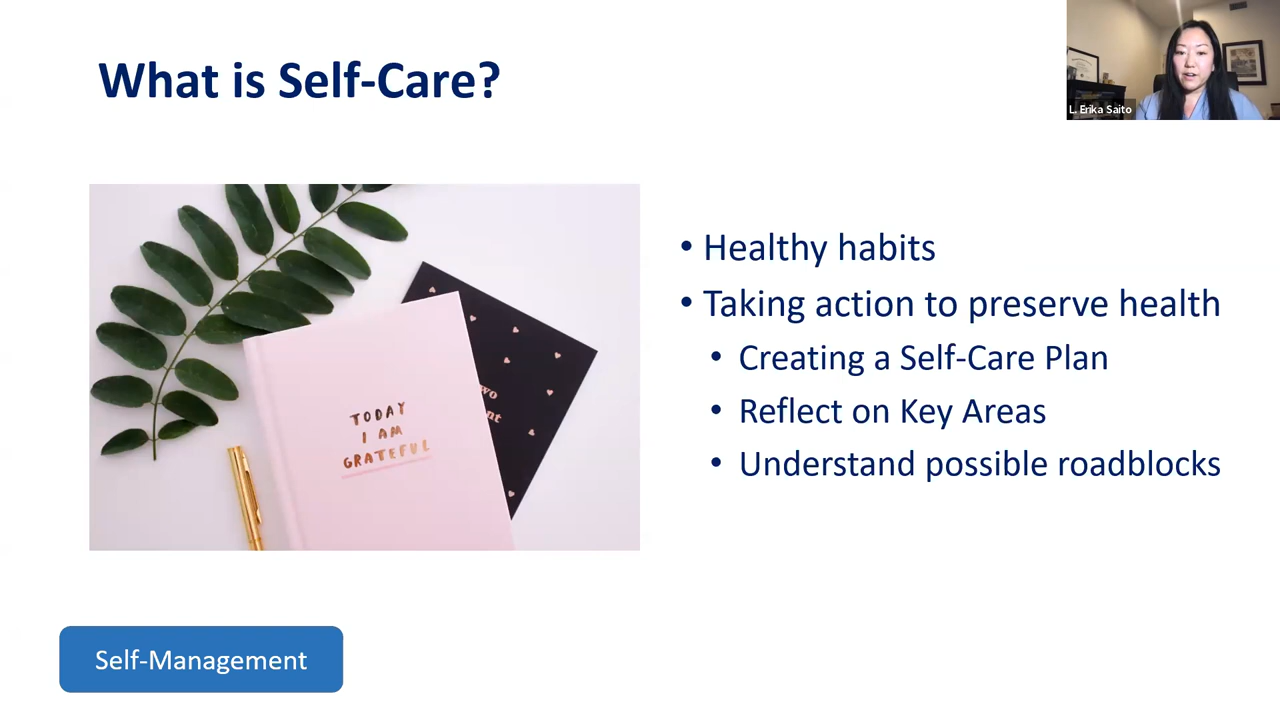 What is Self-Care?
L. Erika Saito
• Healthy habits
• Taking action to preserve health
• Creating a Self-Care Plan
• Reflect on Key Areas
• Understand possible roadblocks
TODAY
I AM
GRATEFUL
Self-Management